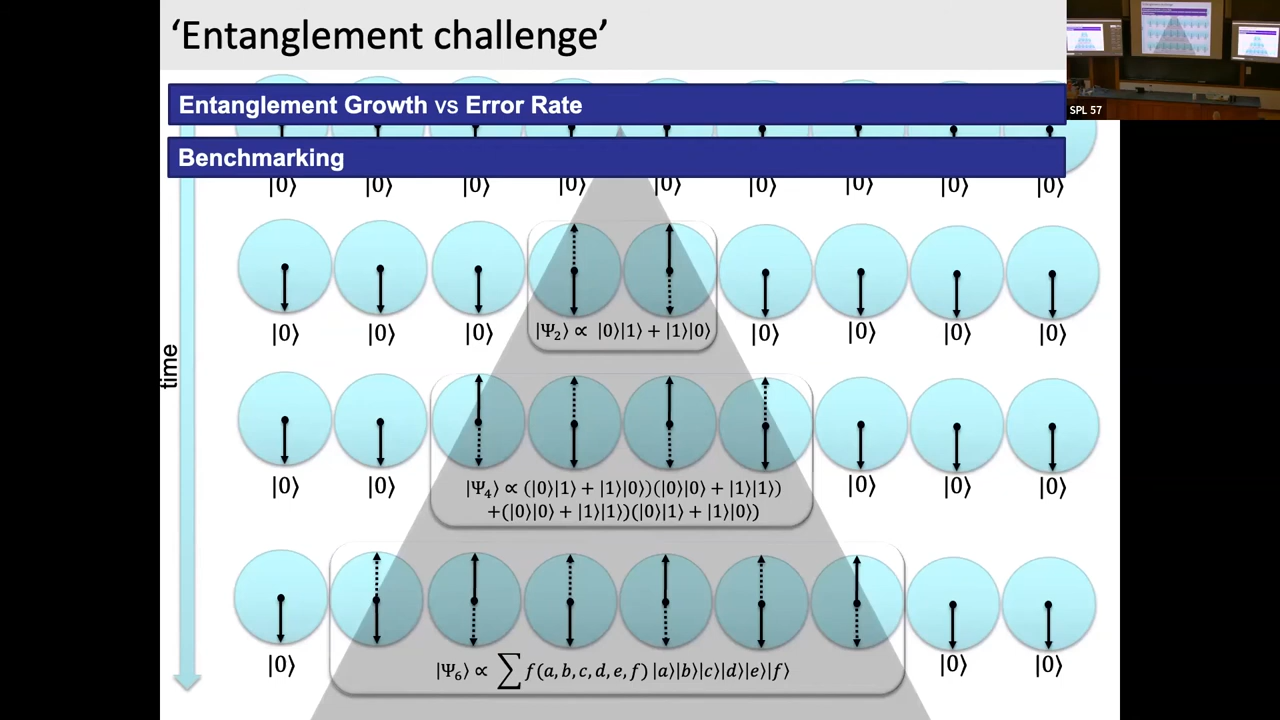 ‘Entanglement challenge’
Entanglement Growth vs Error Rate
Benchmarking
SPL 57
|0⟩ |0⟩ |0⟩ |0⟩ |0⟩ |0⟩ |0⟩ |0⟩ |0⟩
|0⟩ |0⟩ |0⟩ |Ψ₂⟩ ∝ |0⟩|1⟩ + |1⟩|0⟩ |0⟩ |0⟩ |0⟩ |0⟩
time
|0⟩ |0⟩ |Ψ₄⟩ ∝ (|0⟩|1⟩ + |1⟩|0⟩)(|0⟩|0⟩ + |1⟩|1⟩) |0⟩ |0⟩ |0⟩
+(|0⟩|0⟩ + |1⟩|1⟩)(|0⟩|1⟩ + |1⟩|0⟩)
|0⟩ |Ψ₆⟩ ∝ ∑ f(a, b, c, d, e, f) |a⟩|b⟩|c⟩|d⟩|e⟩|f⟩ |0⟩ |0⟩